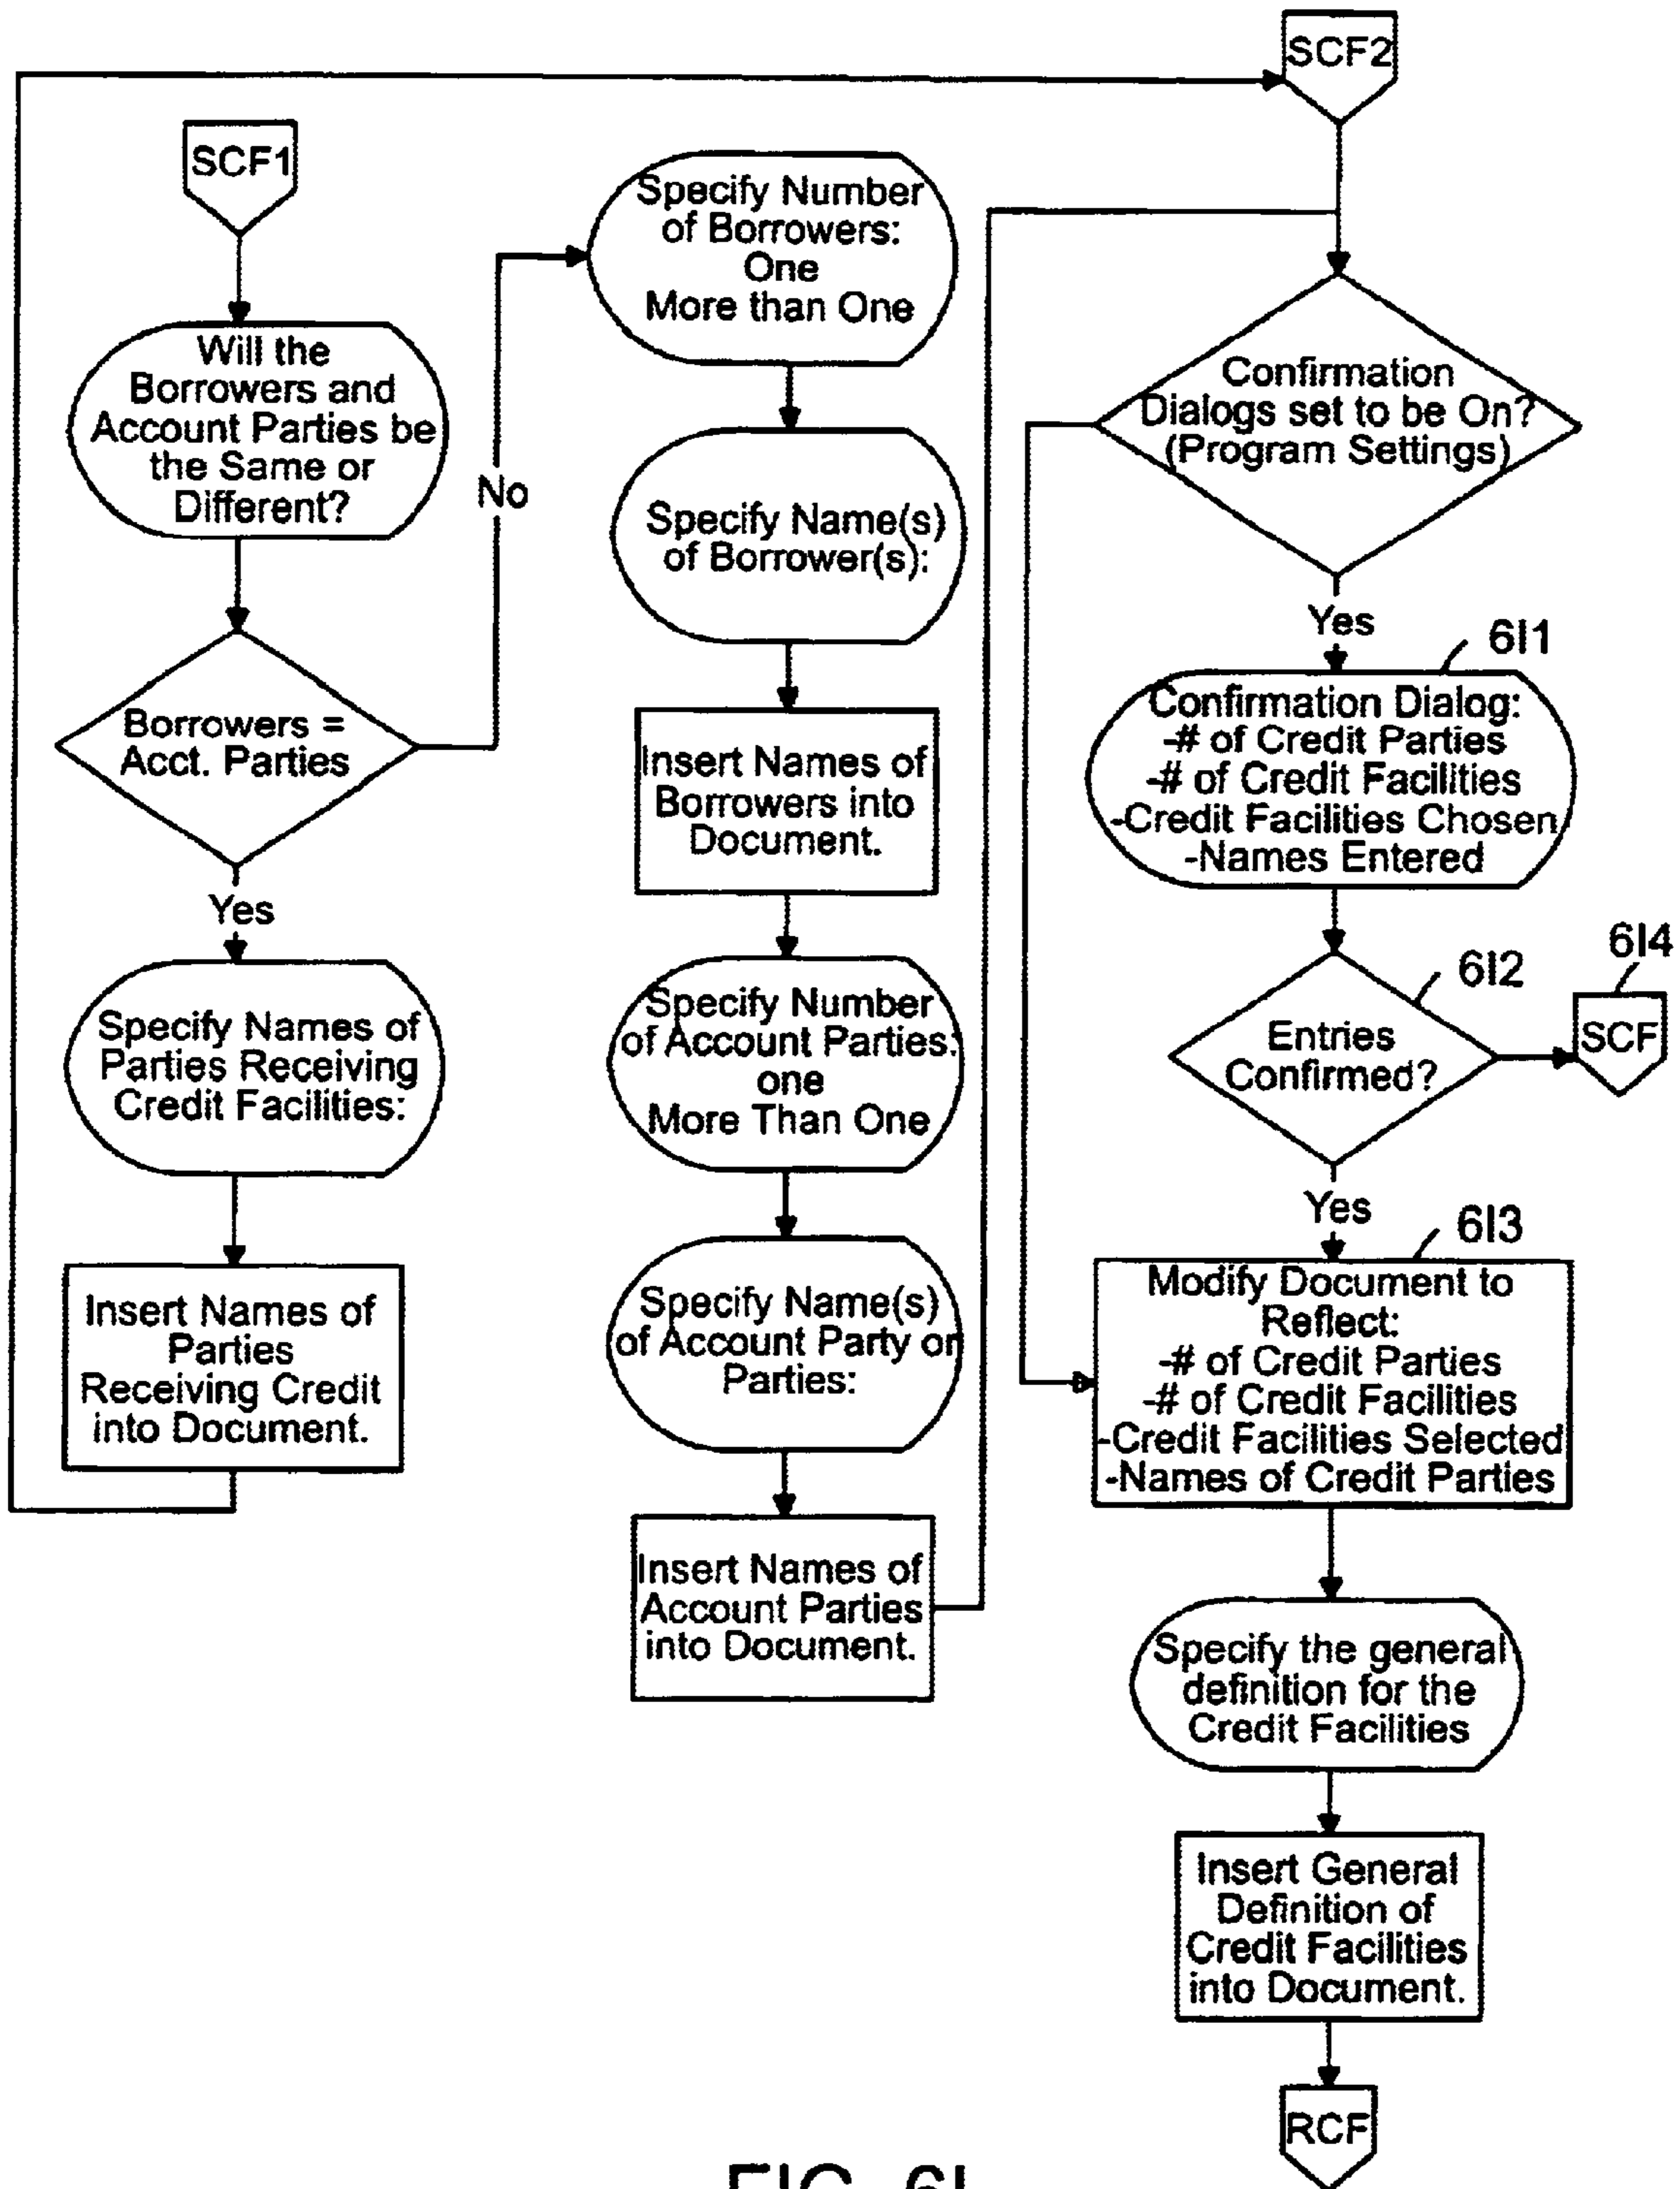 SCF1
Will the
Borrowers and
Account Parties be
the Same or
Different?
Borrowers =
Acct. Parties
No
Yes
Specify Names of
Parties Receiving
Credit Facilities:
Insert Names of
Parties
Receiving Credit
into Document.
Specify Number
of Borrowers:
One
More than One
Specify Name(s)
of Borrower(s):
Insert Names of
Borrowers into
Document.
Specify Number
of Account Parties.
one
More Than One
Specify Name(s)
of Account Party or
Parties:
Insert Names of
Account Parties
into Document.
SCF2
Confirmation
Dialogs set to be On?
(Program Settings)
Yes
6I1
Confirmation Dialog:
-# of Credit Parties
-# of Credit Facilities
-Credit Facilities Chosen
-Names Entered
6I2
Entries
Confirmed?
6I4
SCF
Yes
6I3
Modify Document to
Reflect:
-# of Credit Parties
-# of Credit Facilities
-Credit Facilities Selected
-Names of Credit Parties
Specify the general
definition for the
Credit Facilities
Insert General
Definition of
Credit Facilities
into Document.
RCF
FIG. 6I